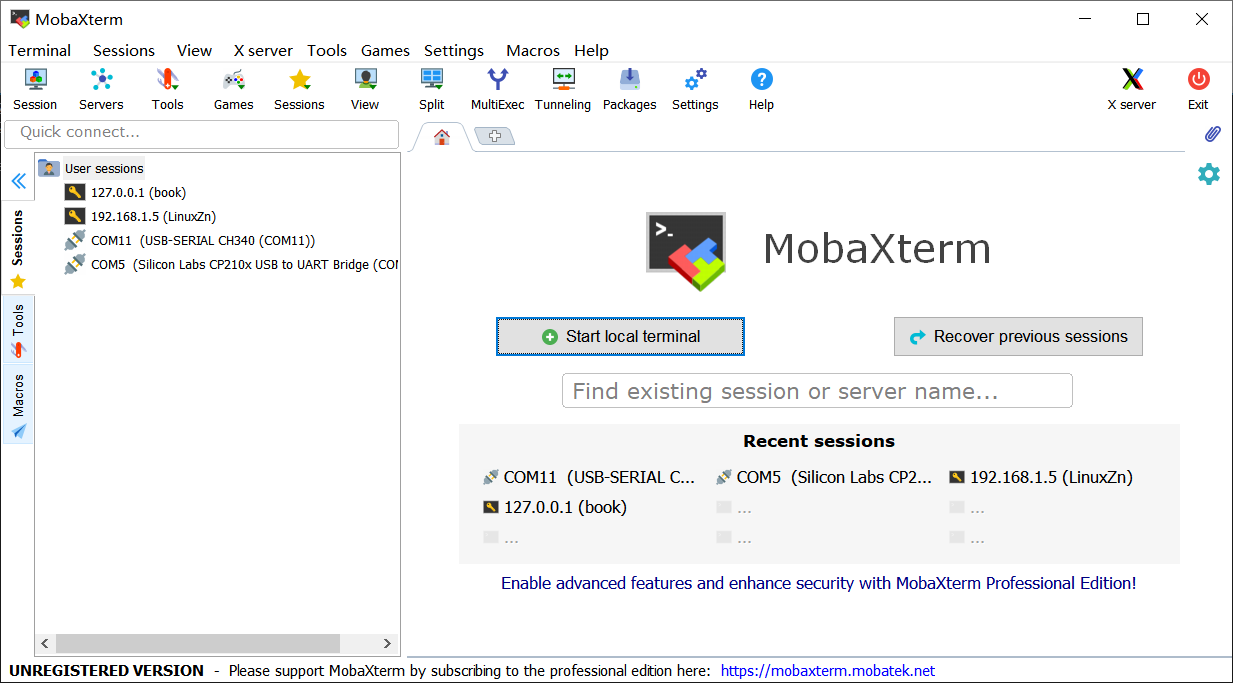 MobaXterm
Terminal Sessions View X server Tools Games Settings Macros Help
Session Servers Tools Games Sessions View Split MultiExec Tunneling Packages Settings Help X server Exit
Quick connect...
User sessions
127.0.0.1 (book)
192.168.1.5 (LinuxZn)
COM11 (USB-SERIAL CH340 (COM11))
COM5 (Silicon Labs CP210x USB to UART Bridge (CO
Sessions
Tools
Macros
>_
MobaXterm
Start local terminal
Recover previous sessions
Find existing session or server name...
Recent sessions
COM11 (USB-SERIAL C... COM5 (Silicon Labs CP2... 192.168.1.5 (LinuxZn)
127.0.0.1 (book) ... ...
... ... ...
Enable advanced features and enhance security with MobaXterm Professional Edition!
UNREGISTERED VERSION - Please support MobaXterm by subscribing to the professional edition here: https://mobaxterm.mobatek.net